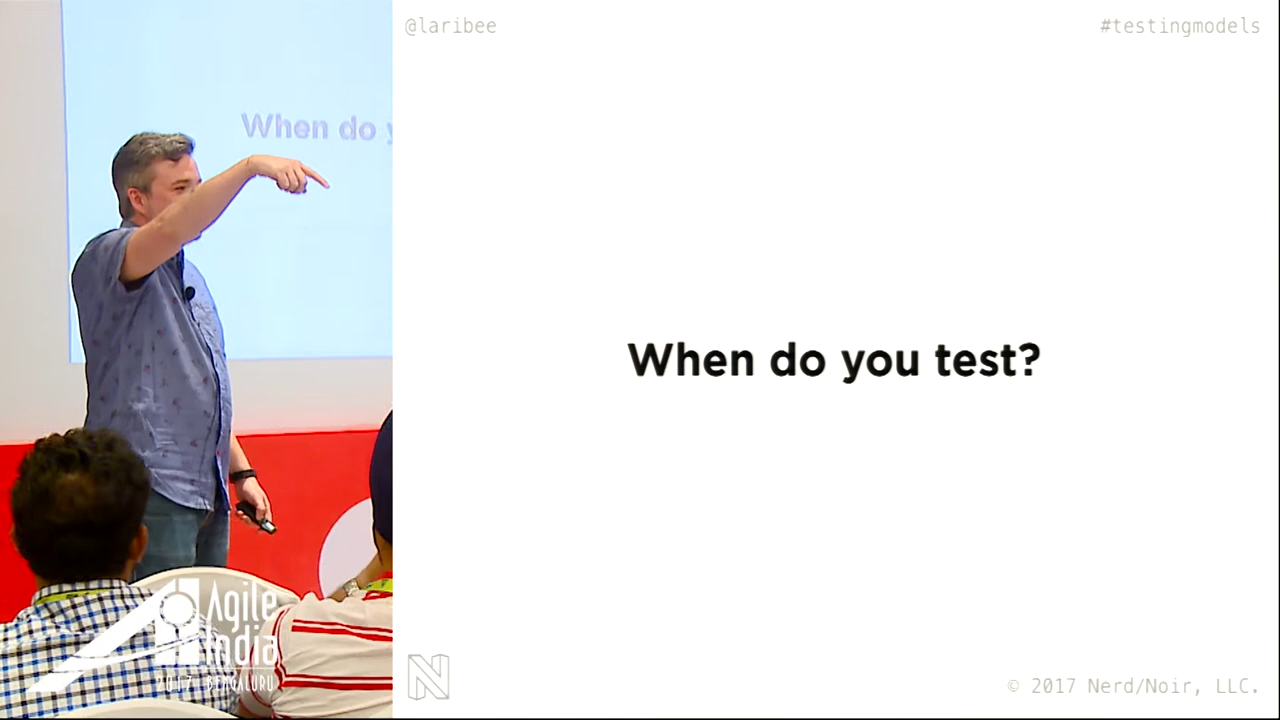 @laribee
#testingmodels
When do y
When do you test?
Agile
India
2017 BENGALURU
N
© 2017 Nerd/Noir, LLC.